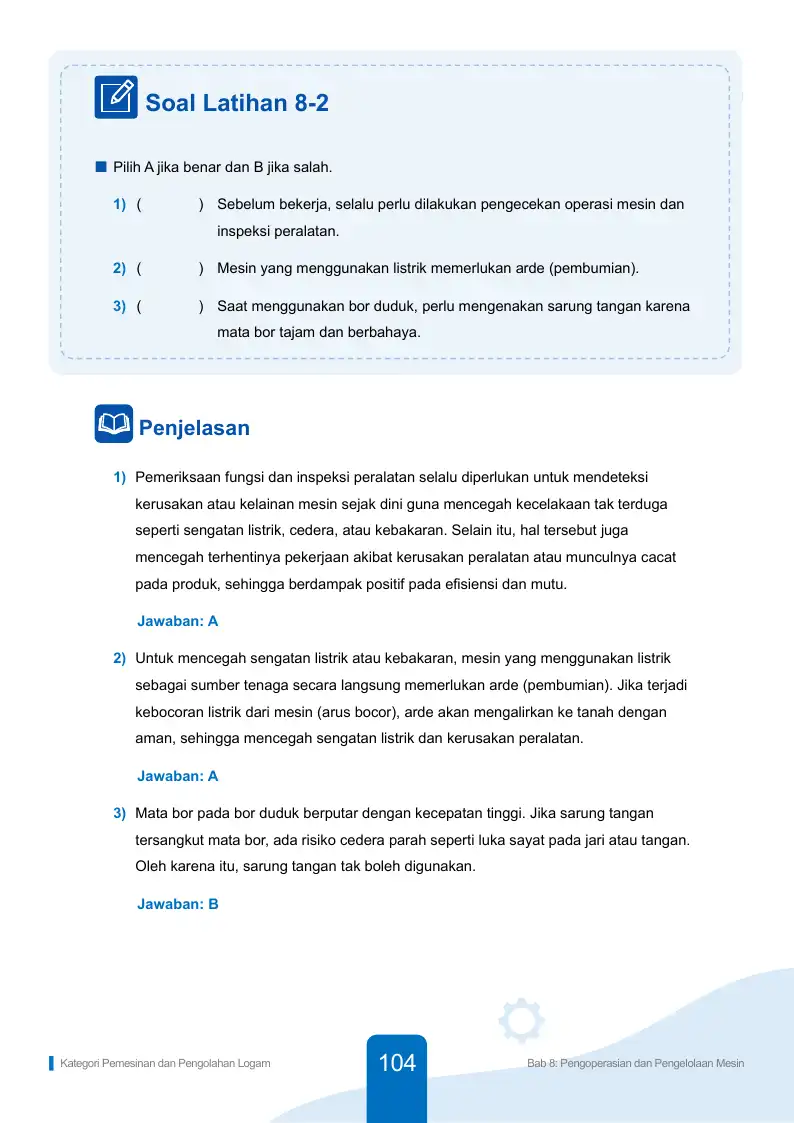 Soal Latihan 8-2
■ Pilih A jika benar dan B jika salah.
1) ( ) Sebelum bekerja, selalu perlu dilakukan pengecekan operasi mesin dan
inspeksi peralatan.
2) ( ) Mesin yang menggunakan listrik memerlukan arde (pembumian).
3) ( ) Saat menggunakan bor duduk, perlu mengenakan sarung tangan karena
mata bor tajam dan berbahaya.
Penjelasan
1) Pemeriksaan fungsi dan inspeksi peralatan selalu diperlukan untuk mendeteksi
kerusakan atau kelainan mesin sejak dini guna mencegah kecelakaan tak terduga
seperti sengatan listrik, cedera, atau kebakaran. Selain itu, hal tersebut juga
mencegah terhentinya pekerjaan akibat kerusakan peralatan atau munculnya cacat
pada produk, sehingga berdampak positif pada efisiensi dan mutu.
Jawaban: A
2) Untuk mencegah sengatan listrik atau kebakaran, mesin yang menggunakan listrik
sebagai sumber tenaga secara langsung memerlukan arde (pembumian). Jika terjadi
kebocoran listrik dari mesin (arus bocor), arde akan mengalirkan ke tanah dengan
aman, sehingga mencegah sengatan listrik dan kerusakan peralatan.
Jawaban: A
3) Mata bor pada bor duduk berputar dengan kecepatan tinggi. Jika sarung tangan
tersangkut mata bor, ada risiko cedera parah seperti luka sayat pada jari atau tangan.
Oleh karena itu, sarung tangan tak boleh digunakan.
Jawaban: B
Kategori Pemesinan dan Pengolahan Logam
104
Bab 8: Pengoperasian dan Pengelolaan Mesin